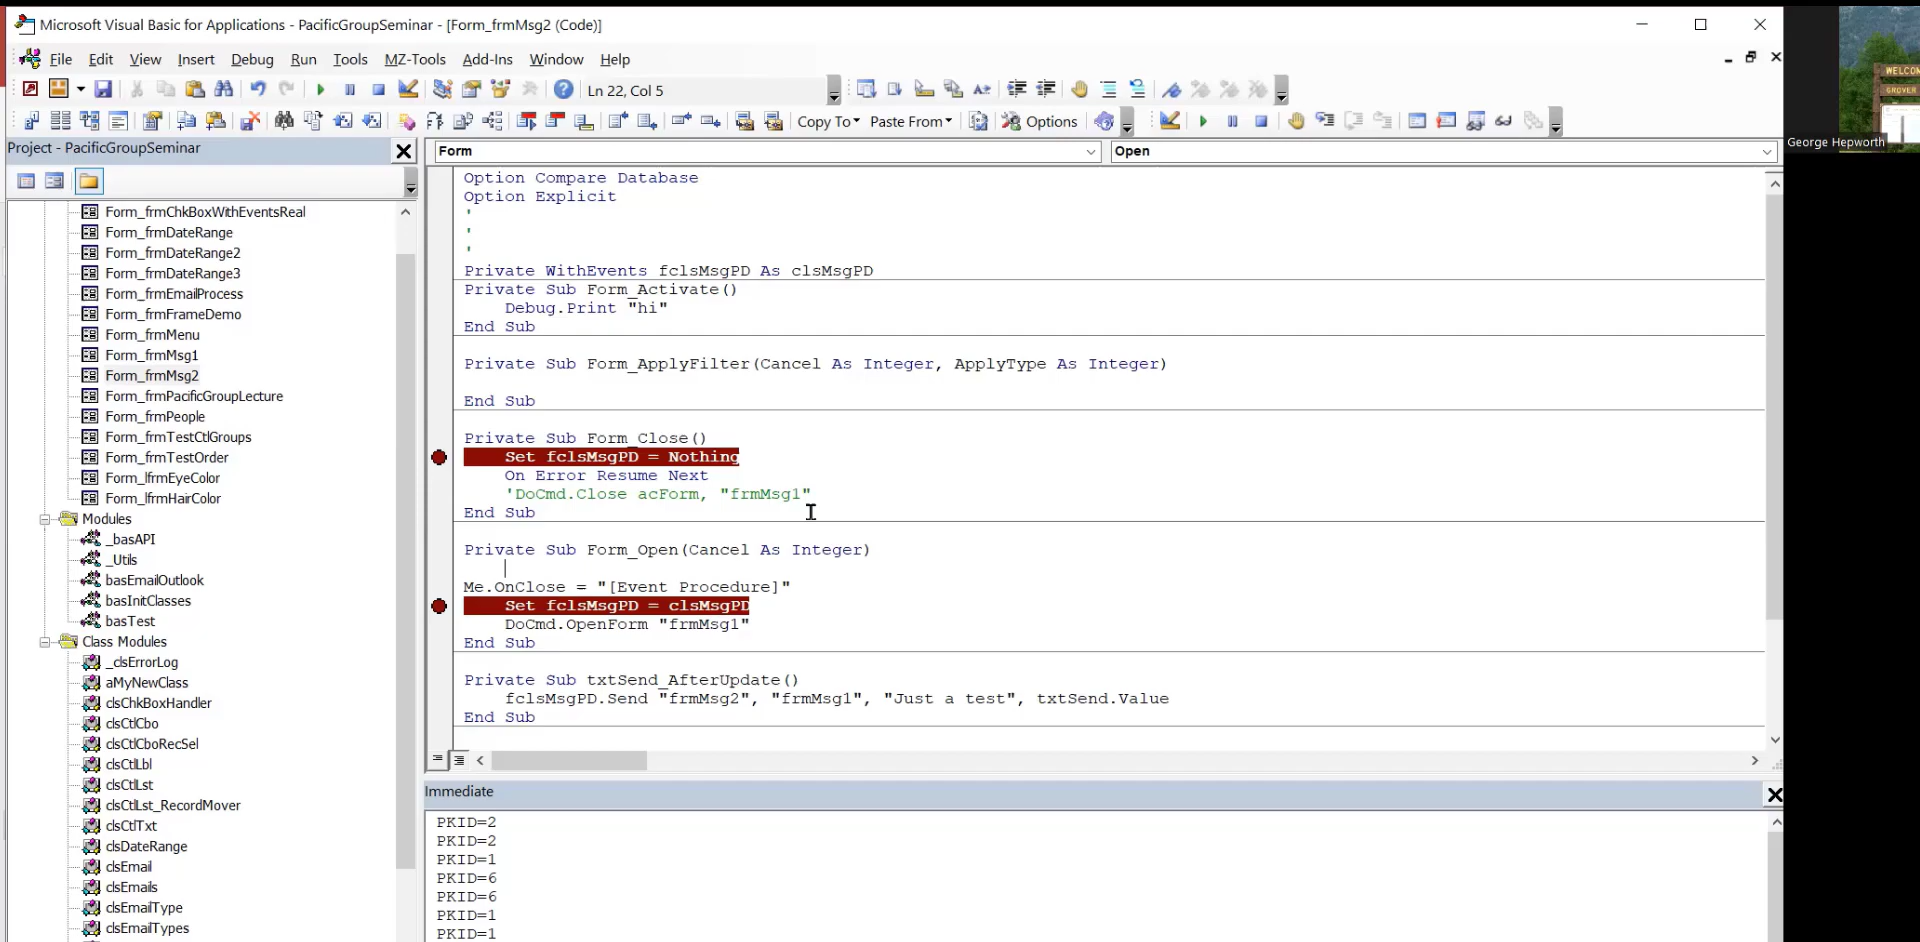 Microsoft Visual Basic for Applications - PacificGroupSeminar - [Form_frmMsg2 (Code)]
File Edit View Insert Debug Run Tools MZ-Tools Add-Ins Window Help
Ln 22, Col 5
Copy To Paste From Options
Project - PacificGroupSeminar
Form_frmChkBoxWithEventsReal
Form_frmDateRange
Form_frmDateRange2
Form_frmDateRange3
Form_frmEmailProcess
Form_frmFrameDemo
Form_frmMenu
Form_frmMsg1
Form_frmMsg2
Form_frmPacificGroupLecture
Form_frmPeople
Form_frmTestCtlGroups
Form_frmTestOrder
Form_lfrmEyeColor
Form_lfrmHairColor
Modules
_basAPI
_Utils
basEmailOutlook
basInitClasses
basTest
Class Modules
_clsErrorLog
aMyNewClass
clsChkBoxHandler
clsCtlCbo
clsCtlCboRecSel
clsCtlLbl
clsCtlLst
clsCtlLst_RecordMover
clsCtlTxt
clsDateRange
clsEmail
clsEmails
clsEmailType
clsEmailTypes
Form
Open
Option Compare Database
Option Explicit
'
'
'
Private WithEvents fclsMsgPD As clsMsgPD
Private Sub Form_Activate()
Debug.Print "hi"
End Sub
Private Sub Form_ApplyFilter(Cancel As Integer, ApplyType As Integer)
End Sub
Private Sub Form_Close()
Set fclsMsgPD = Nothing
On Error Resume Next
'DoCmd.Close acForm, "frmMsg1"
End Sub
Private Sub Form_Open(Cancel As Integer)
Me.OnClose = "[Event Procedure]"
Set fclsMsgPD = clsMsgPD
DoCmd.OpenForm "frmMsg1"
End Sub
Private Sub txtSend_AfterUpdate()
fclsMsgPD.Send "frmMsg2", "frmMsg1", "Just a test", txtSend.Value
End Sub
Immediate
PKID=2
PKID=2
PKID=1
PKID=6
PKID=6
PKID=1
PKID=1
WELCO
GROVER
George Hepworth